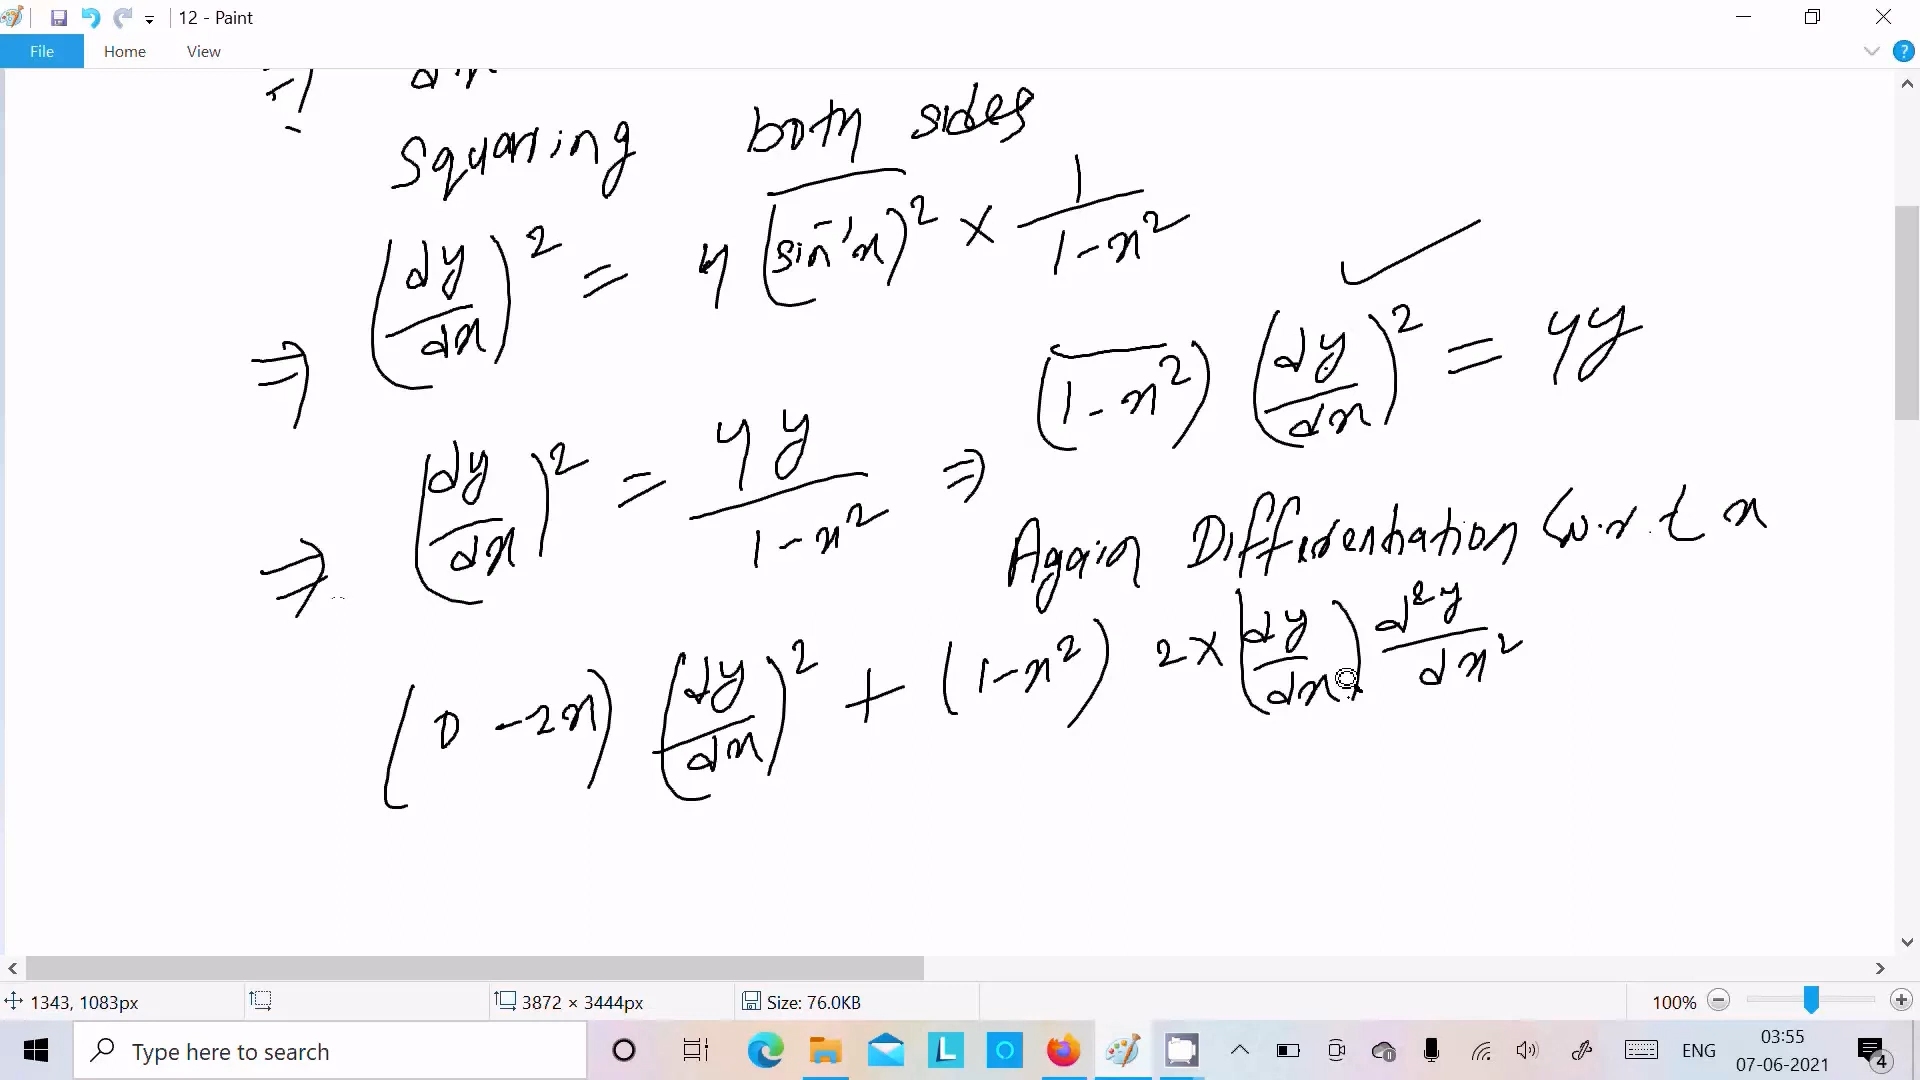 12 - Paint
File Home View
dx
Squaring both sides
⇒ (dy/dx)² = 4 (sin⁻¹x)² × 1/(1-x²)
⇒ (dy/dx)² = 4y/(1-x²) ⇒ (1-x²) (dy/dx)² = 4y
Again Differentiation w.r.t x
(0-2x) (dy/dx)² + (1-x²) 2×(dy/dx) d²y/dx²
1343, 1083px 3872 × 3444px Size: 76.0KB 100%
Type here to search ENG 03:55
07-06-2021 4